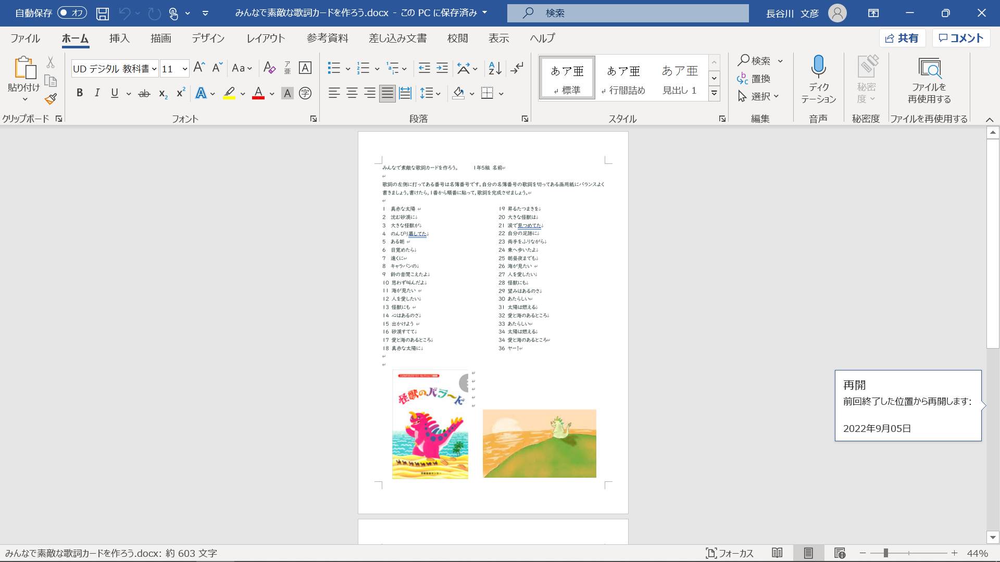 自動保存 オフ みんなで素敵な歌詞カードを作ろう.docx - この PC に保存済み 検索 長谷川 文彦
ファイル ホーム 挿入 描画 デザイン レイアウト 参考資料 差し込み文書 校閲 表示 ヘルプ 共有 コメント
貼り付け
クリップボード
UD デジタル 教科書 11
フォント
段落
あア亜 あア亜 あア亜
標準 行間詰め 見出し 1
スタイル
検索
置換
選択
編集
ディク
テーション
音声
秘密
度
秘密度
ファイルを
再使用する
ファイルを再使用する
みんなで素敵な歌詞カードを作ろう。 1年5組 名前
歌詞の左側に打ってある番号は名簿番号です。自分の名簿番号の歌詞を切ってある画用紙にバランスよく
書きましょう。書けたら,1番から順番に貼って,歌詞を完成させましょう。
1 真赤な太陽
2 沈む砂漠に
3 大きな怪獣が
4 のんびり暮してた
5 ある朝
6 目覚めたら
7 遠くに
8 キャラバンの
9 鈴の音聞こえたよ
10 思わず叫んだよ
11 海が見たい
12 人を愛したい
13 怪獣にも
14 心はあるのさ
15 出かけよう
16 砂漠すてて
17 愛と海のあるところ
18 真赤な太陽に
19 昇るたつまきを
20 大きな怪獣は
21 涙で見つめてた
22 自分の足跡に
23 両手をふりながら
24 東へ歩いたよ
25 朝昼夜までも
26 海が見たい
27 人を愛したい
28 怪獣にも
29 望みはあるのさ
30 あたらしい
31 太陽は燃える
32 愛と海のあるところ
33 あたらしい
34 太陽は燃える
34 愛と海のあるところ
36 ヤー!
怪獣のバラード
再開
前回終了した位置から再開します:
2022年9月05日
みんなで素敵な歌詞カードを作ろう.docx: 約 603 文字 フォーカス 44%